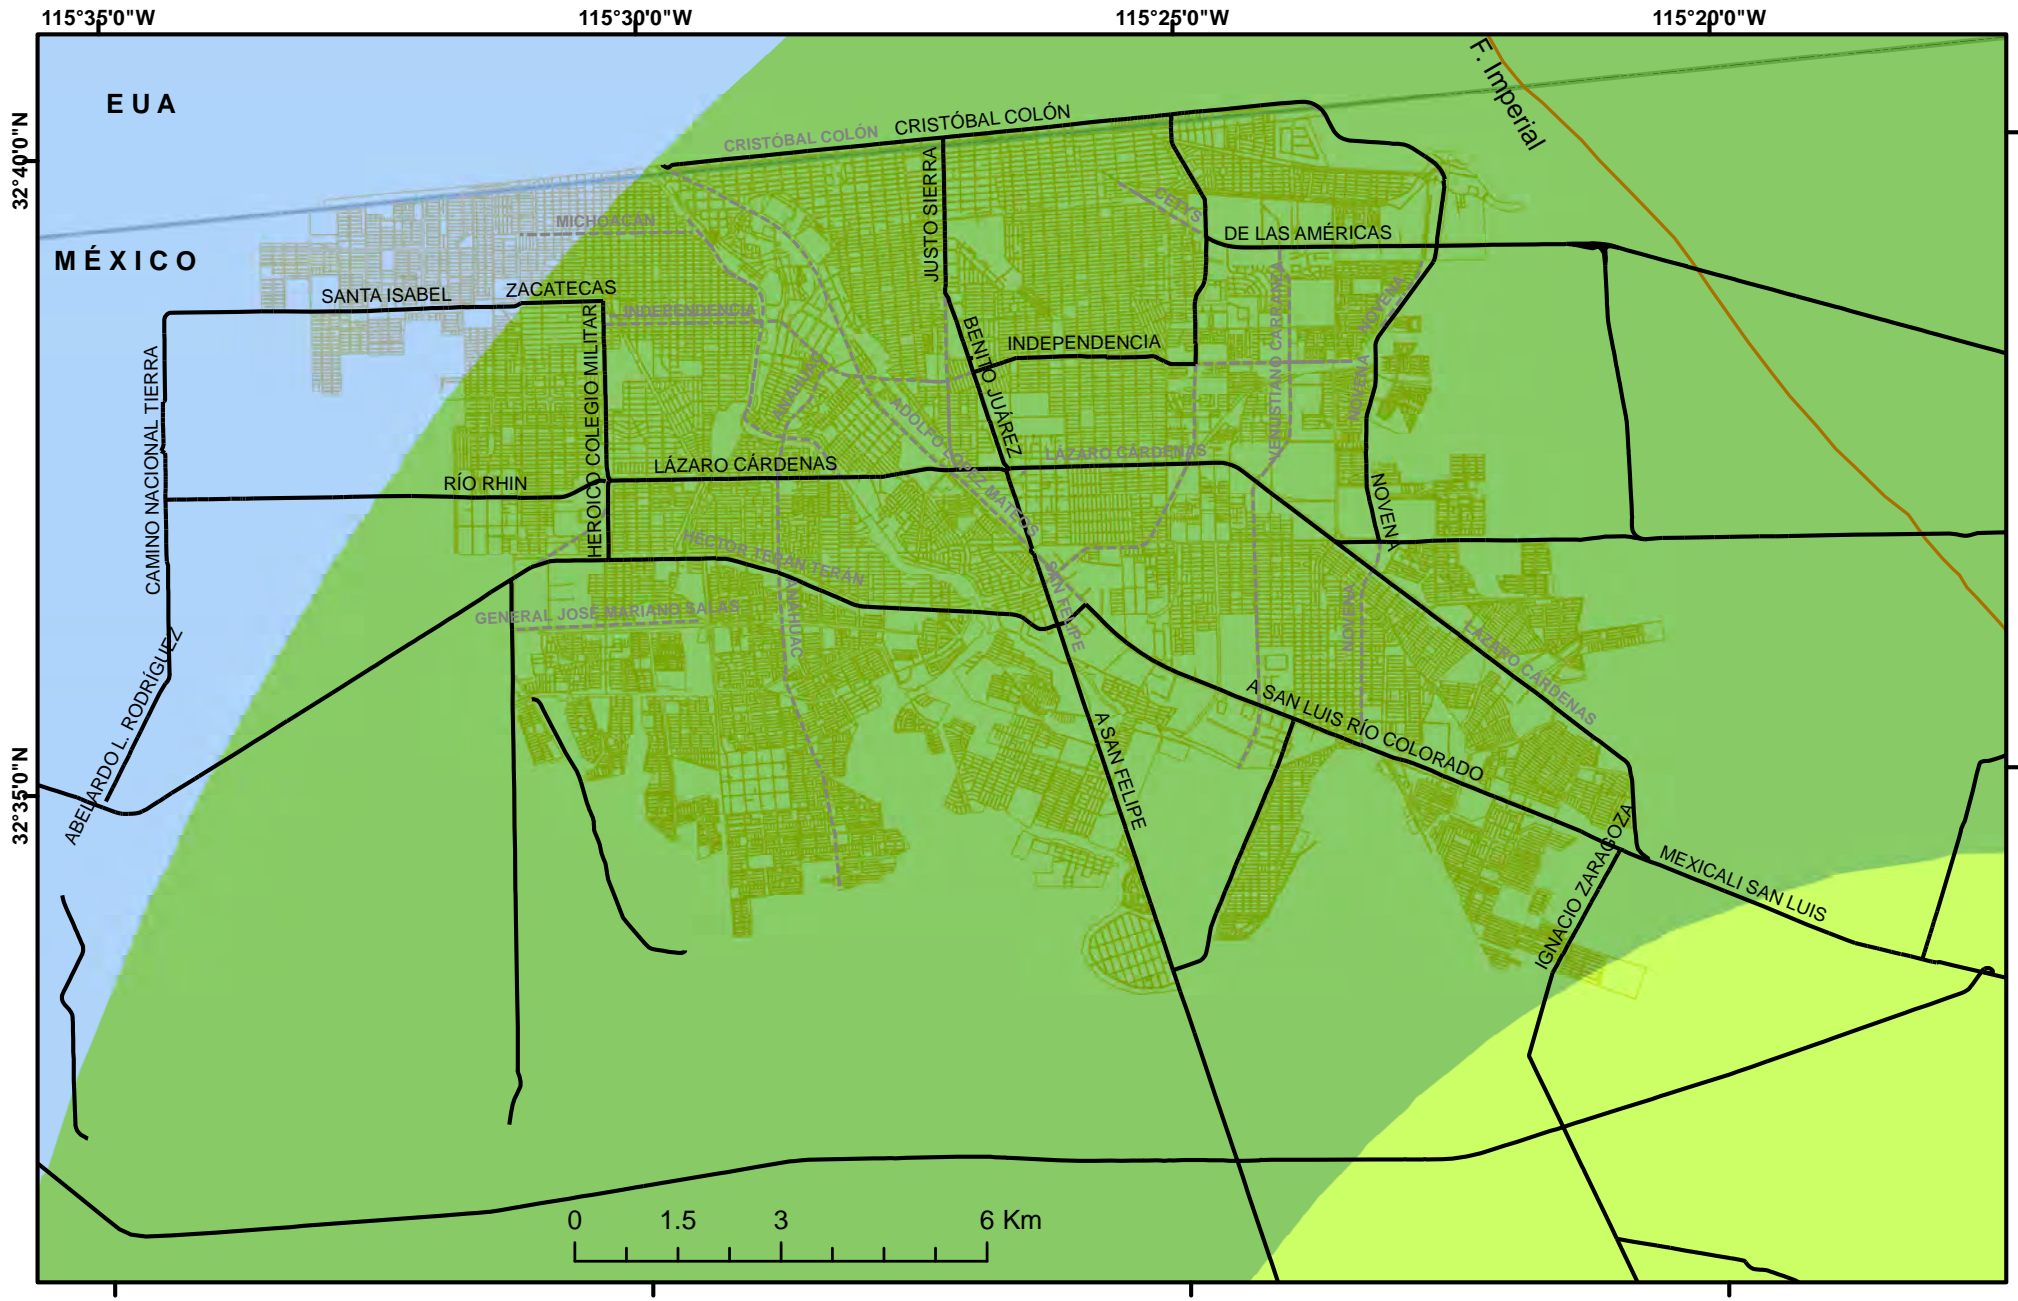 115°35'0"W
115°30'0"W
115°25'0"W
115°20'0"W
F. Imperial
E U A
CRISTÓBAL COLÓN
CRISTÓBAL COLÓN
32°40'0"N
JUSTO SIERRA
CETYS
MICHOACÁN
DE LAS AMÉRICAS
M É X I C O
SANTA ISABEL
ZACATECAS
INDEPENDENCIA
HEROICO COLEGIO MILITAR
BENITO JUÁREZ
INDEPENDENCIA
VENUSTIANO CARRANZA
NOVENA
NOVENA
CAMINO NACIONAL TIERRA
ANÁHUAC
ADOLFO LÓPEZ MATEOS
LÁZARO CÁRDENAS
LÁZARO CÁRDENAS
RÍO RHIN
NOVENA
HÉCTOR TERÁN TERÁN
SAN FELIPE
GENERAL JOSÉ MARIANO SALAS
ANÁHUAC
NOVENA
LÁZARO CÁRDENAS
ABELARDO L. RODRÍGUEZ
A SAN LUIS RÍO COLORADO
A SAN FELIPE
32°35'0"N
IGNACIO ZARAGOZA
MEXICALI SAN LUIS
0 1.5 3 6 Km